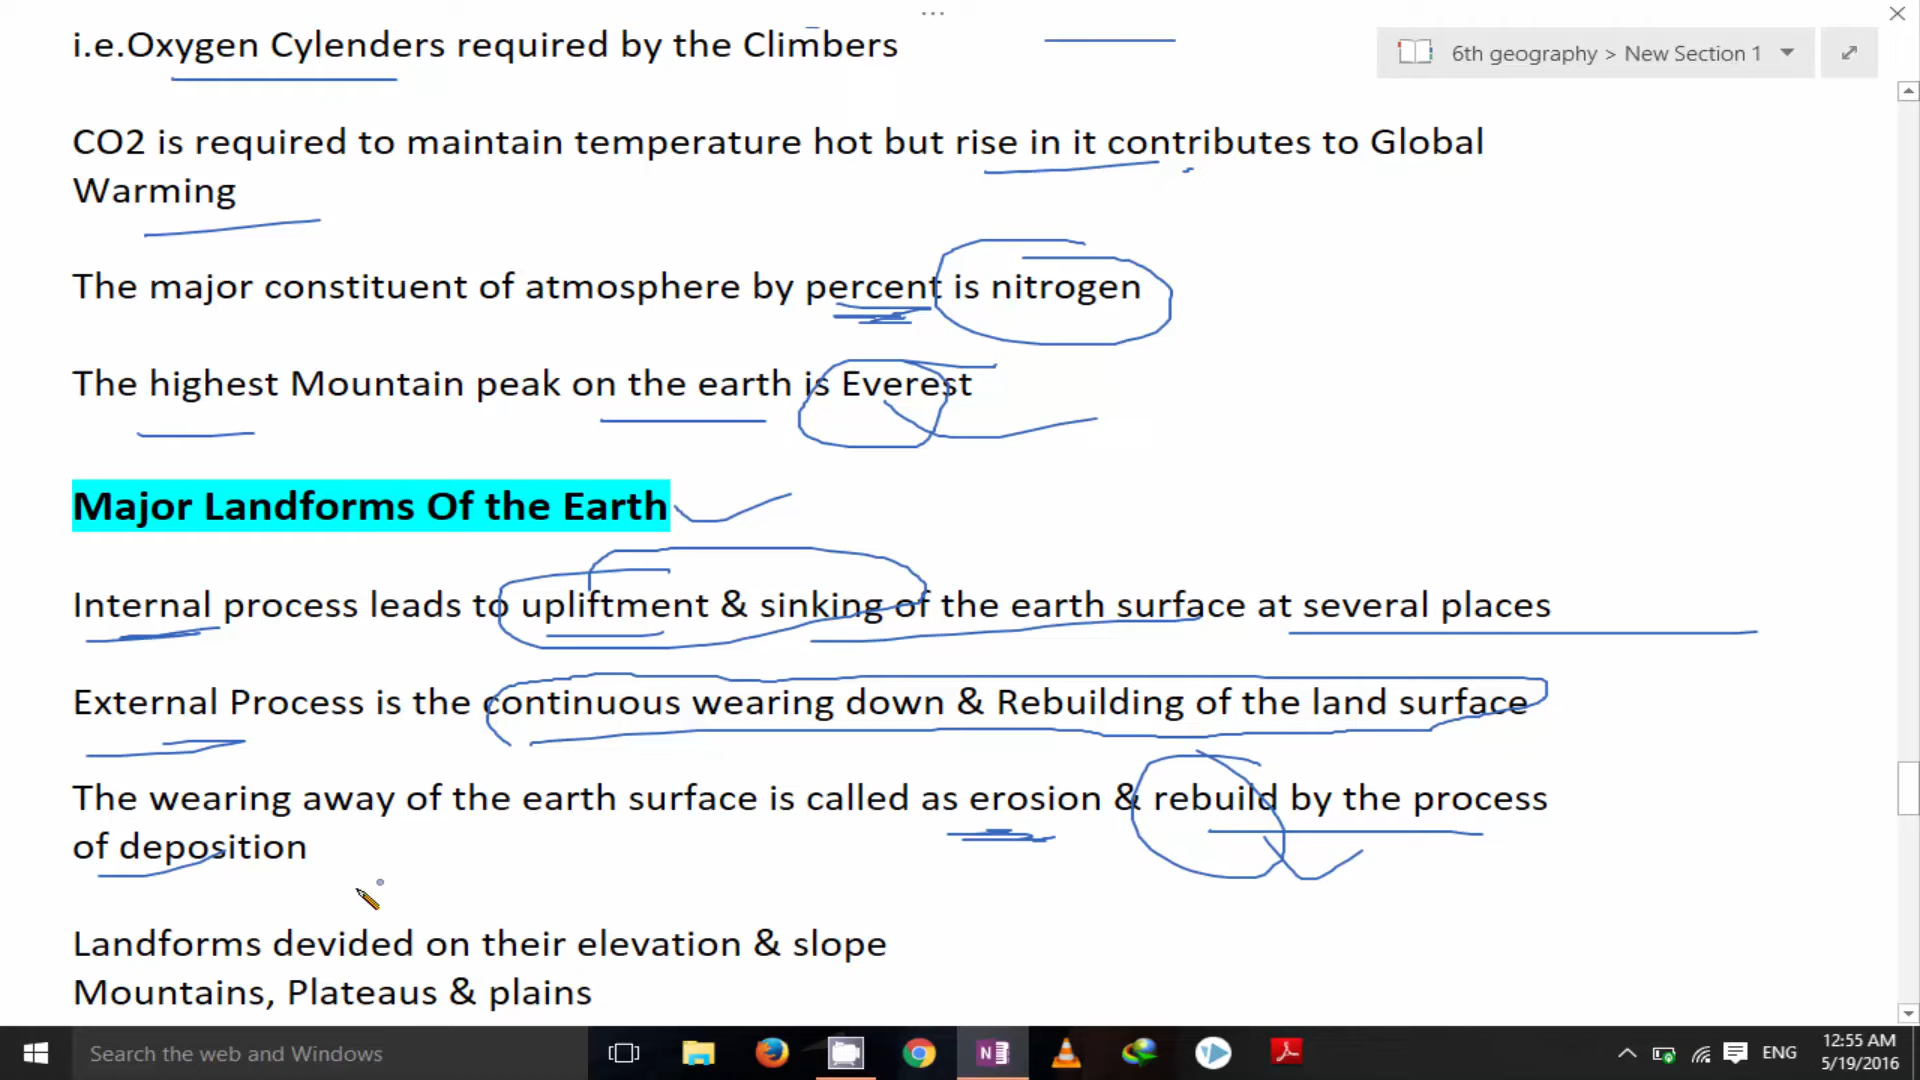 i.e.Oxygen Cylenders required by the Climbers
6th geography > New Section 1
CO2 is required to maintain temperature hot but rise in it contributes to Global
Warming
The major constituent of atmosphere by percent is nitrogen
The highest Mountain peak on the earth is Everest
Major Landforms Of the Earth
Internal process leads to upliftment & sinking of the earth surface at several places
External Process is the continuous wearing down & Rebuilding of the land surface
The wearing away of the earth surface is called as erosion & rebuild by the process
of deposition
Landforms devided on their elevation & slope
Mountains, Plateaus & plains
Search the web and Windows
N
ENG
12:55 AM
5/19/2016